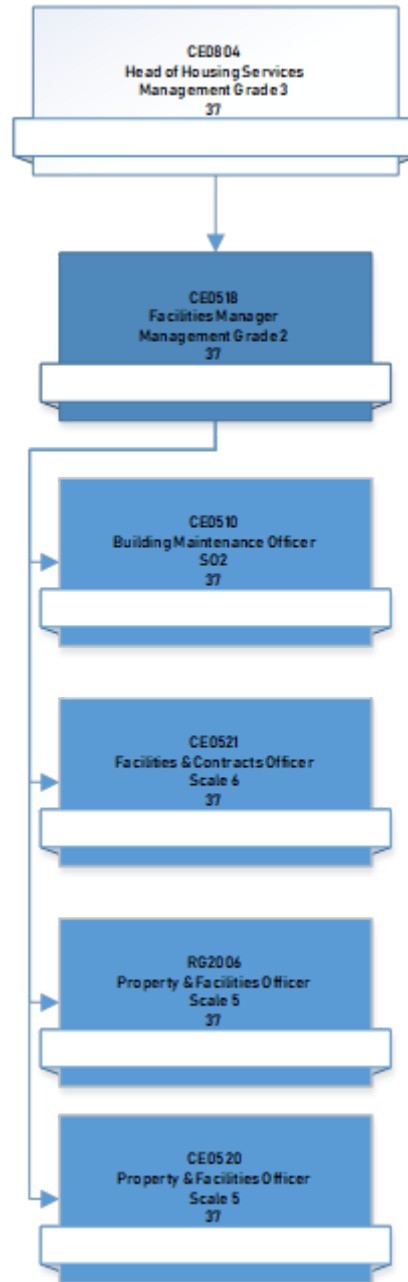 CE0804
Head of Housing Services
Management Grade 3
37
CE0518
Facilities Manager
Management Grade 2
37
CE0510
Building Maintenance Officer
SO2
37
CE0521
Facilities & Contracts Officer
Scale 6
37
RG2006
Property & Facilities Officer
Scale 5
37
CE0520
Property & Facilities Officer
Scale 5
37